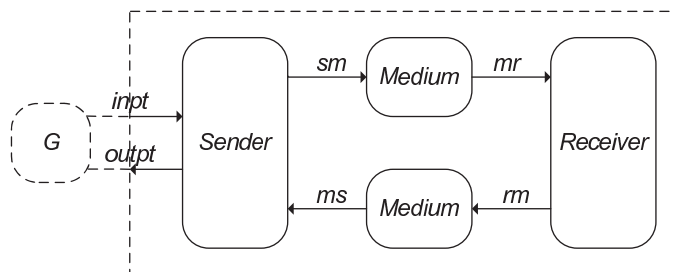 sm
Medium
mr
inpt
G
Sender
Receiver
outpt
ms
Medium
rm